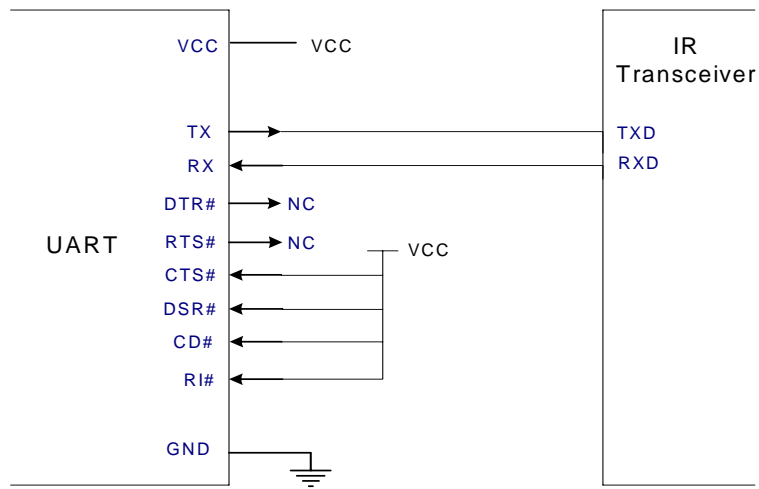 VCC
VCC
IR
Transceiver
TX
TXD
RX
RXD
DTR#
NC
UART
RTS#
NC
VCC
CTS#
DSR#
CD#
RI#
GND